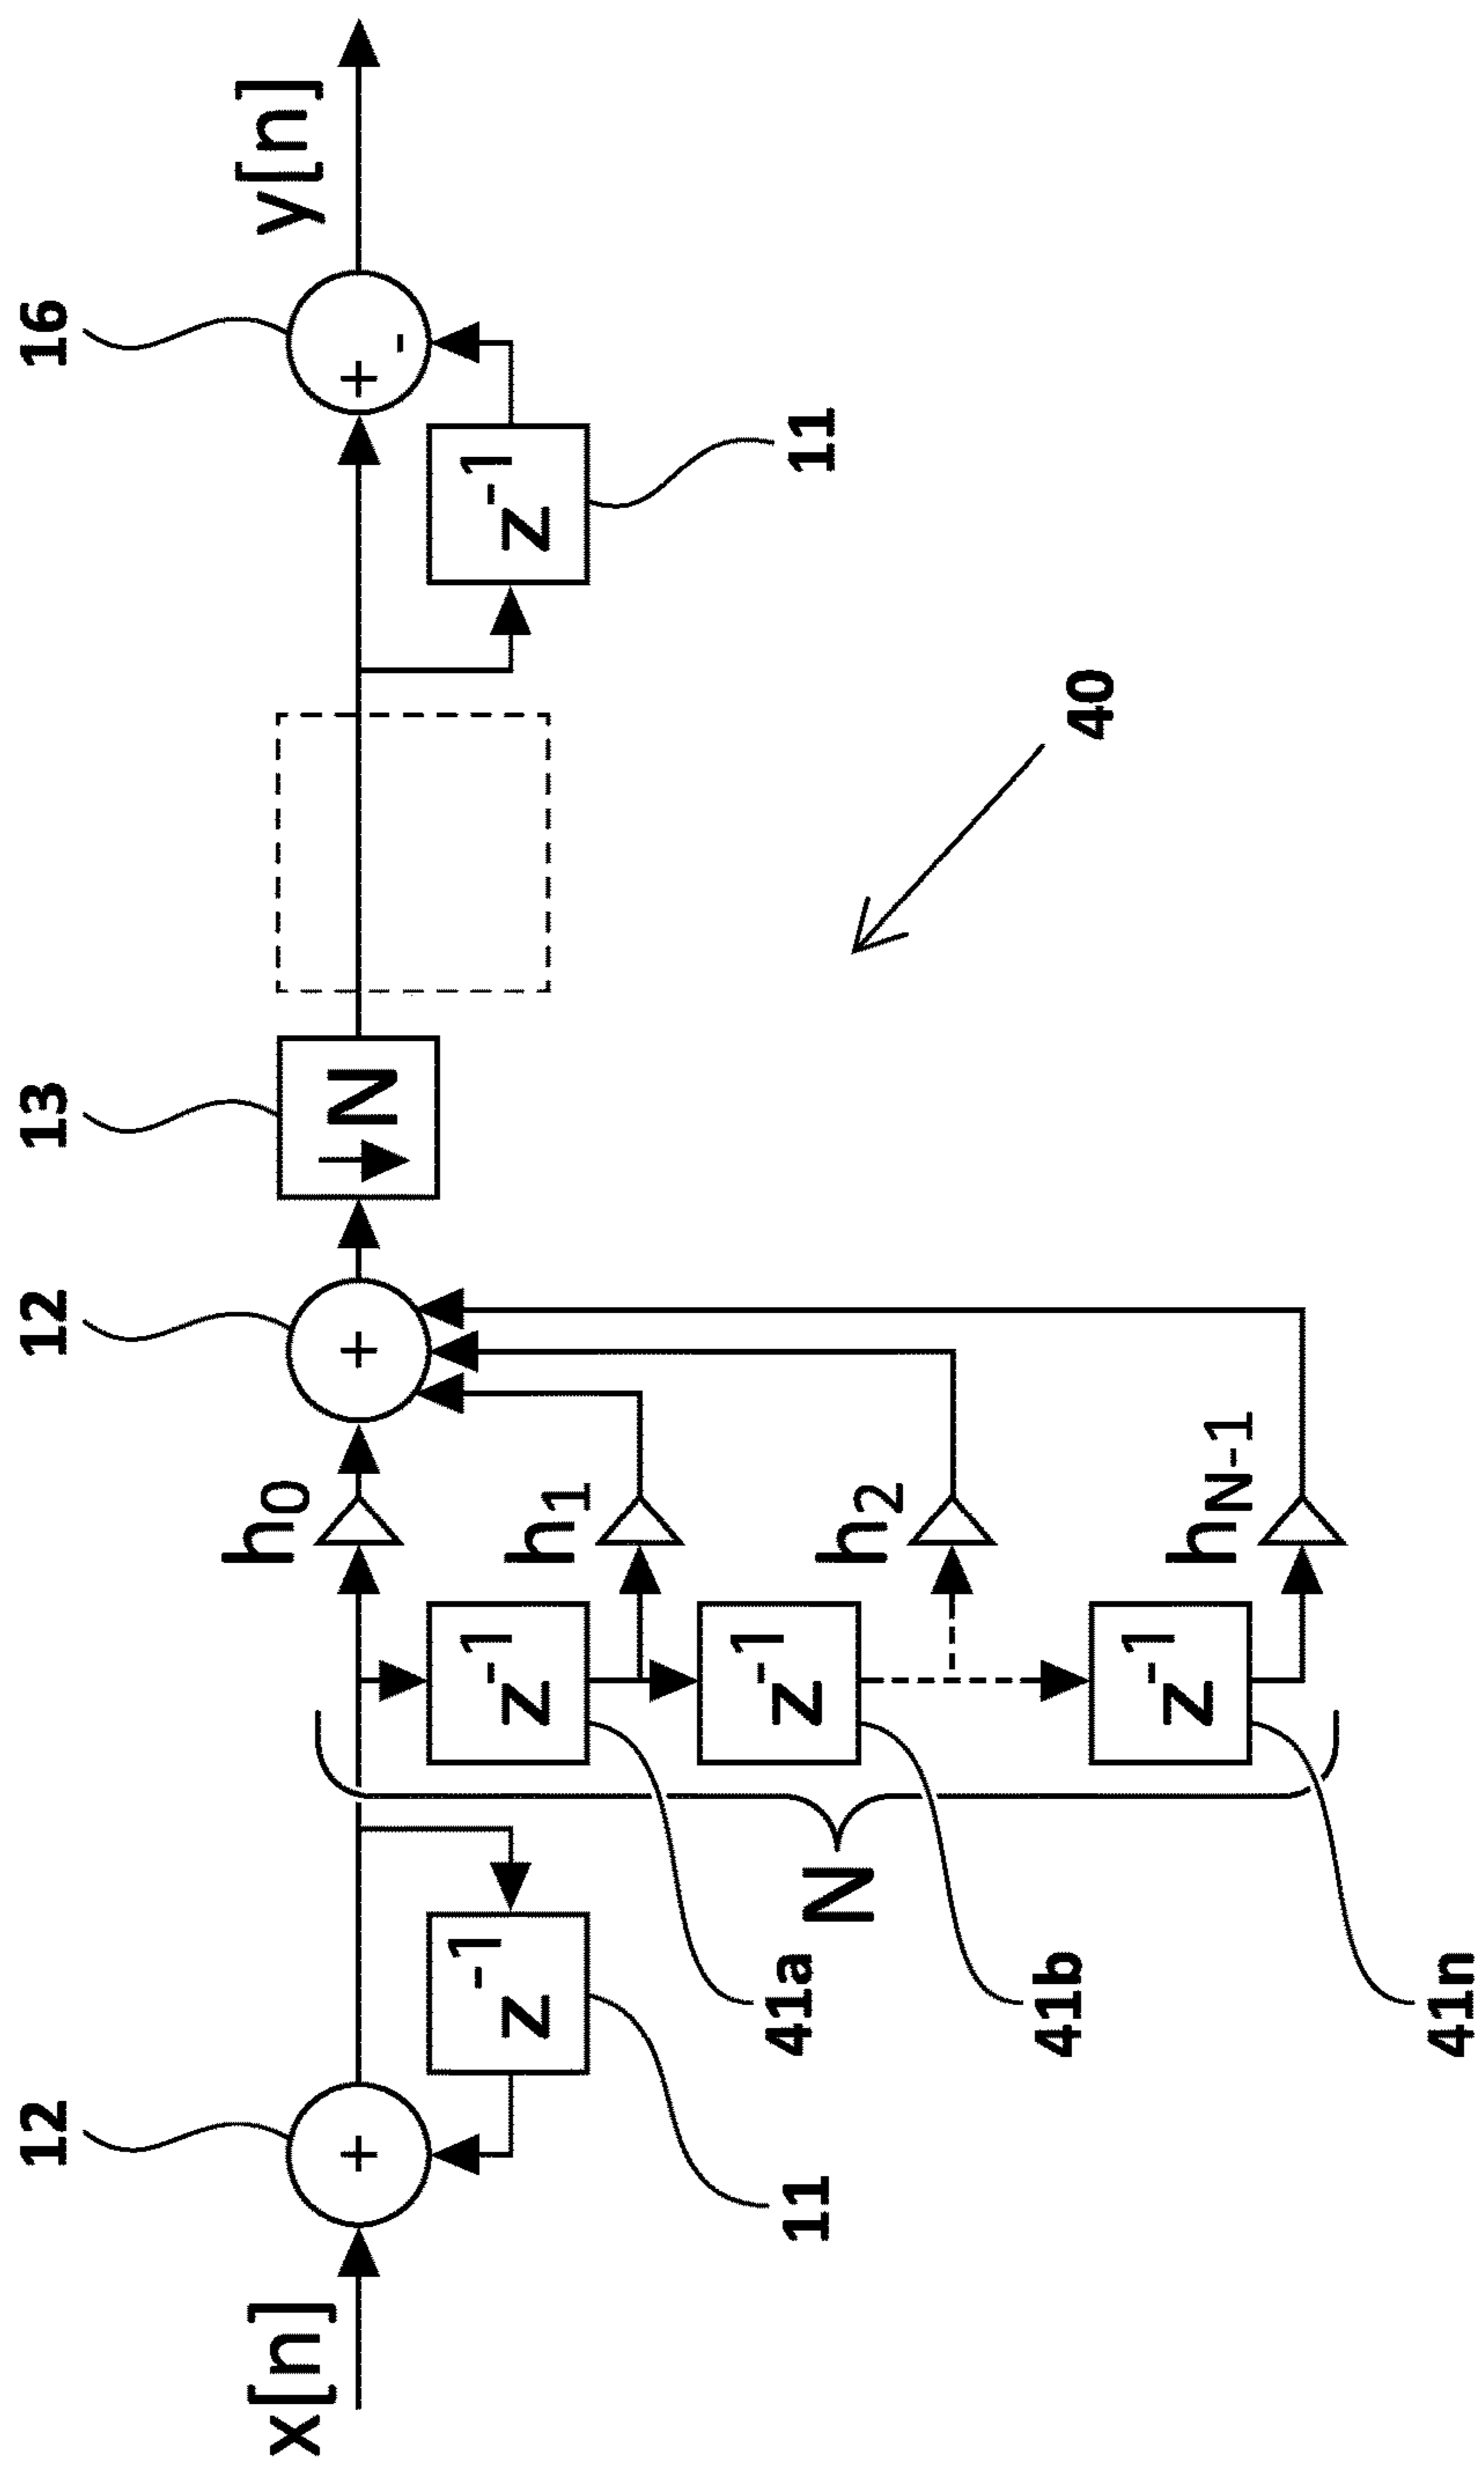 12
12
13
16
x[n]
+
z⁻¹
11
N
h₀
h₁
h₂
h_N-1
z⁻¹
z⁻¹
z⁻¹
41a
41b
41n
+
↓N
40
z⁻¹
11
+
-
y[n]